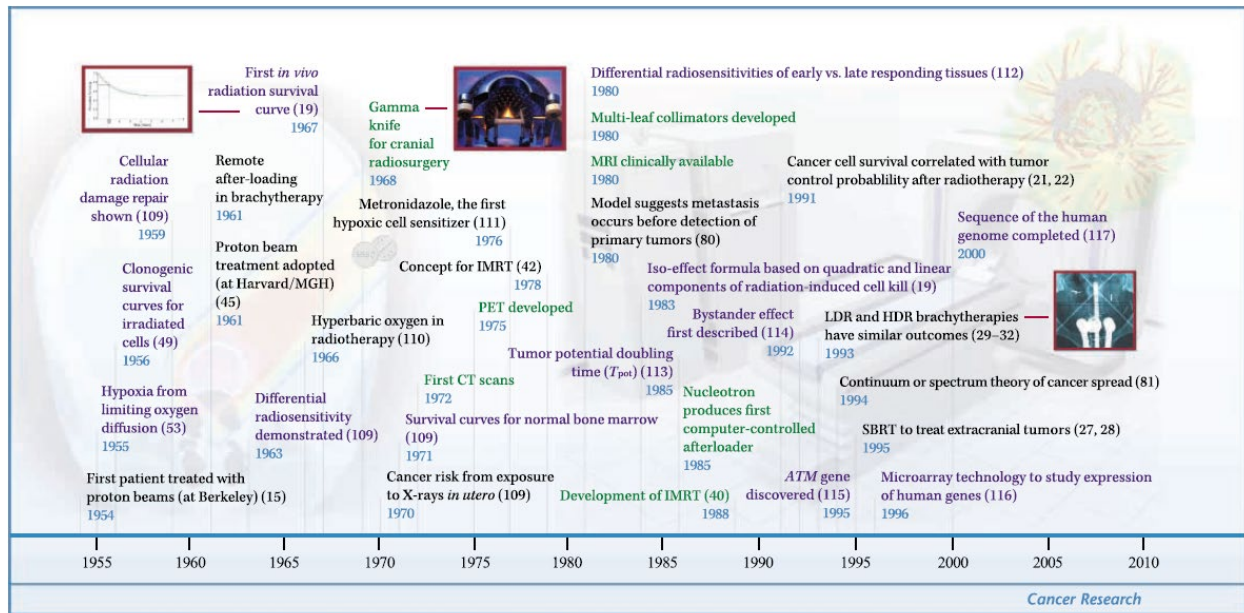 First in vivo
radiation survival
curve (19)
1967
Cellular
radiation
damage repair
shown (109)
1959
Remote
after-loading
in brachytherapy
1961
Proton beam
treatment adopted
(at Harvard/MGH)
(45)
1961
Clonogenic
survival
curves for
irradiated
cells (49)
1956
Hypoxia from
limiting oxygen
diffusion (53)
1955
Differential
radiosensitivity
demonstrated (109)
1963
First patient treated with
proton beams (at Berkeley) (15)
1954
Gamma
knife
for cranial
radiosurgery
1968
Metronidazole, the first
hypoxic cell sensitizer (111)
1976
Concept for IMRT (42)
1978
PET developed
1975
Hyperbaric oxygen in
radiotherapy (110)
1966
Tumor potential doubling
time (Tpot) (113)
1985
First CT scans
1972
Survival curves for normal bone marrow
(109)
1971
Cancer risk from exposure
to X-rays in utero (109)
1970
Development of IMRT (40)
1988
Differential radiosensitivities of early vs. late responding tissues (112)
1980
Multi-leaf collimators developed
1980
MRI clinically available
1980
Model suggests metastasis
occurs before detection of
primary tumors (80)
1980
Cancer cell survival correlated with tumor
control probablility after radiotherapy (21, 22)
1991
Sequence of the human
genome completed (117)
2000
Iso-effect formula based on quadratic and linear
components of radiation-induced cell kill (19)
1983
Bystander effect
first described (114)
1992
LDR and HDR brachytherapies
have similar outcomes (29–32)
1993
Continuum or spectrum theory of cancer spread (81)
1994
Nucleotron
produces first
computer-controlled
afterloader
1985
SBRT to treat extracranial tumors (27, 28)
1995
ATM gene
discovered (115)
1995
Microarray technology to study expression
of human genes (116)
1996
1955 1960 1965 1970 1975 1980 1985 1990 1995 2000 2005 2010
Cancer Research